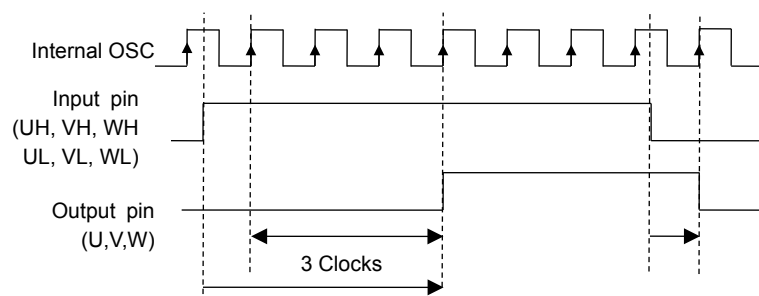 Internal OSC
Input pin
(UH, VH, WH
UL, VL, WL)
Output pin
(U,V,W)
3 Clocks